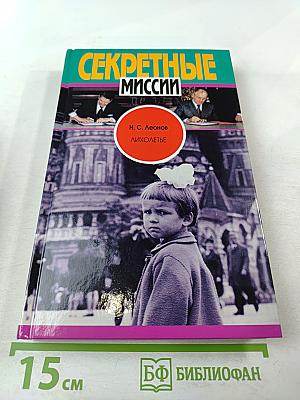 СЕКРЕТНЫЕ
МИССИИ
Н. С. Леонов
ЛИХОЛЕТЬЕ
15 см
БФ БИБЛИОФАН